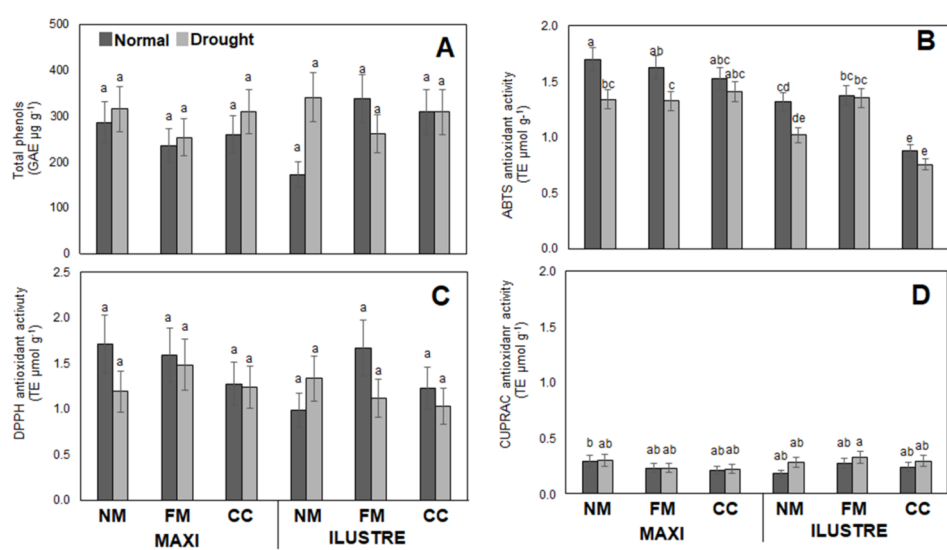 Normal Drought
A
Total phenols
(GAE µg g⁻¹)
500
400
300
200
100
0
a a a a a a a a a a a a
B
ABTS antioxidant activity
(TE µmol g-¹)
2.0
1.5
1.0
0.5
0.0
a bc ab c abc abc cd de bc bc e e
C
DPPH antioxidant activuty
(TE µmol g⁻¹)
2.5
2.0
1.5
1.0
0.5
0.0
a a a a a a a a a a a a
NM FM CC NM FM CC
MAXI ILUSTRE
D
CUPRAC antioxidanr activity
(TE µmol g⁻¹)
2.0
1.5
1.0
0.5
0.0
b ab ab ab ab ab ab ab ab a ab ab
NM FM CC NM FM CC
MAXI ILUSTRE